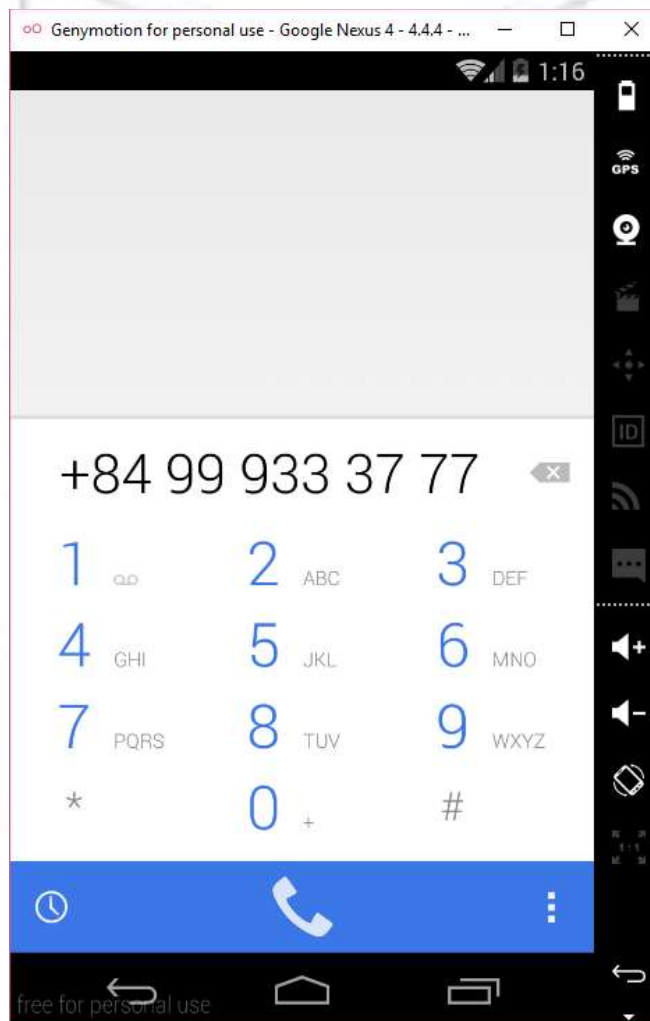 Genymotion for personal use - Google Nexus 4 - 4.4.4 - ...
1:16
GPS
ID
+84 99 933 37 77
1
2 ABC
3 DEF
4 GHI
5 JKL
6 MNO
7 PQRS
8 TUV
9 WXYZ
*
0 +
#
1:1
free for personal use